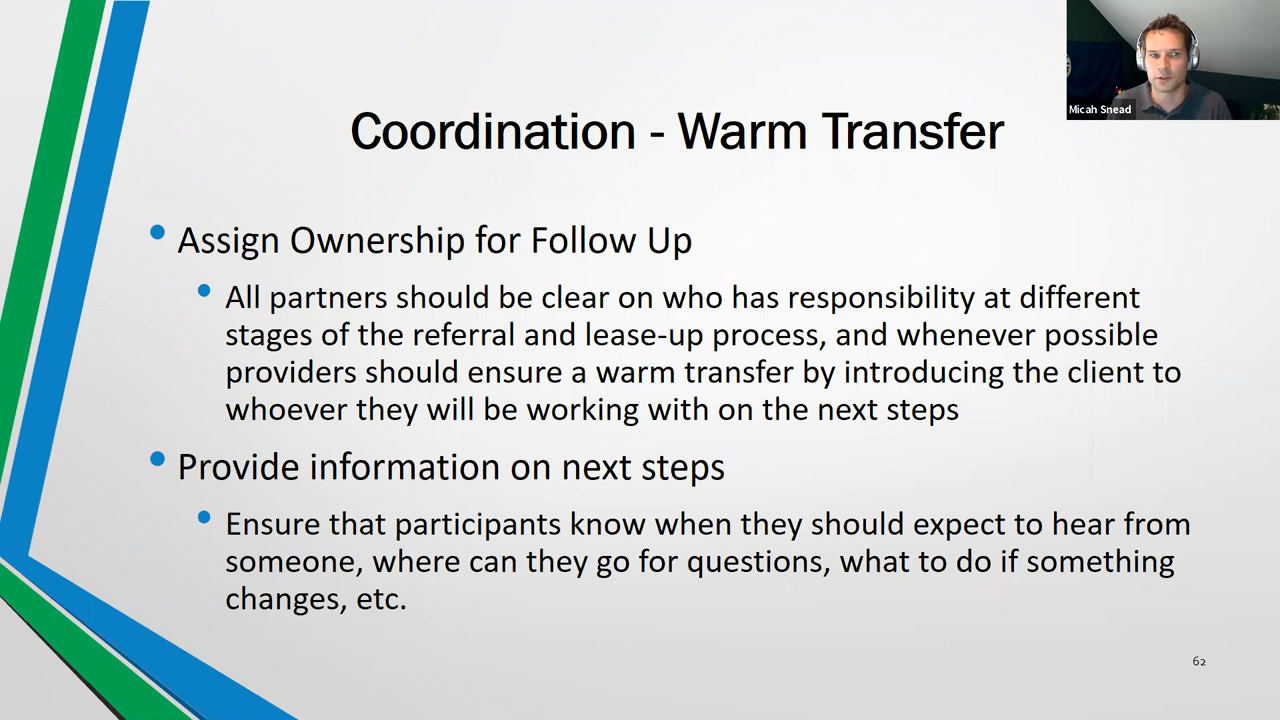 Micah Snead
Coordination - Warm Transfer
Assign Ownership for Follow Up
All partners should be clear on who has responsibility at different
stages of the referral and lease-up process, and whenever possible
providers should ensure a warm transfer by introducing the client to
whoever they will be working with on the next steps
Provide information on next steps
Ensure that participants know when they should expect to hear from
someone, where can they go for questions, what to do if something
changes, etc.
62